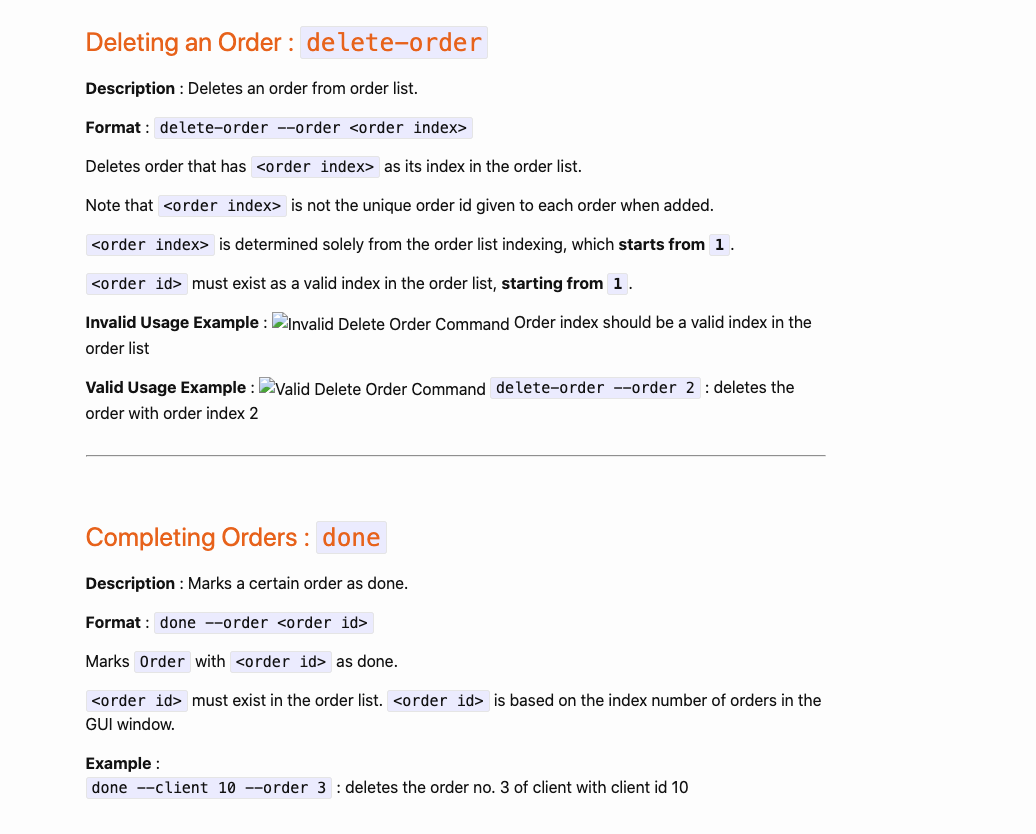 Deleting an Order : delete-order
Description : Deletes an order from order list.
Format : delete-order --order <order index>
Deletes order that has <order index> as its index in the order list.
Note that <order index> is not the unique order id given to each order when added.
<order index> is determined solely from the order list indexing, which starts from 1 .
<order id> must exist as a valid index in the order list, starting from 1 .
Invalid Usage Example : Invalid Delete Order Command Order index should be a valid index in the
order list
Valid Usage Example : Valid Delete Order Command delete-order --order 2 : deletes the
order with order index 2
Completing Orders : done
Description : Marks a certain order as done.
Format : done --order <order id>
Marks Order with <order id> as done.
<order id> must exist in the order list. <order id> is based on the index number of orders in the
GUI window.
Example :
done --client 10 --order 3 : deletes the order no. 3 of client with client id 10